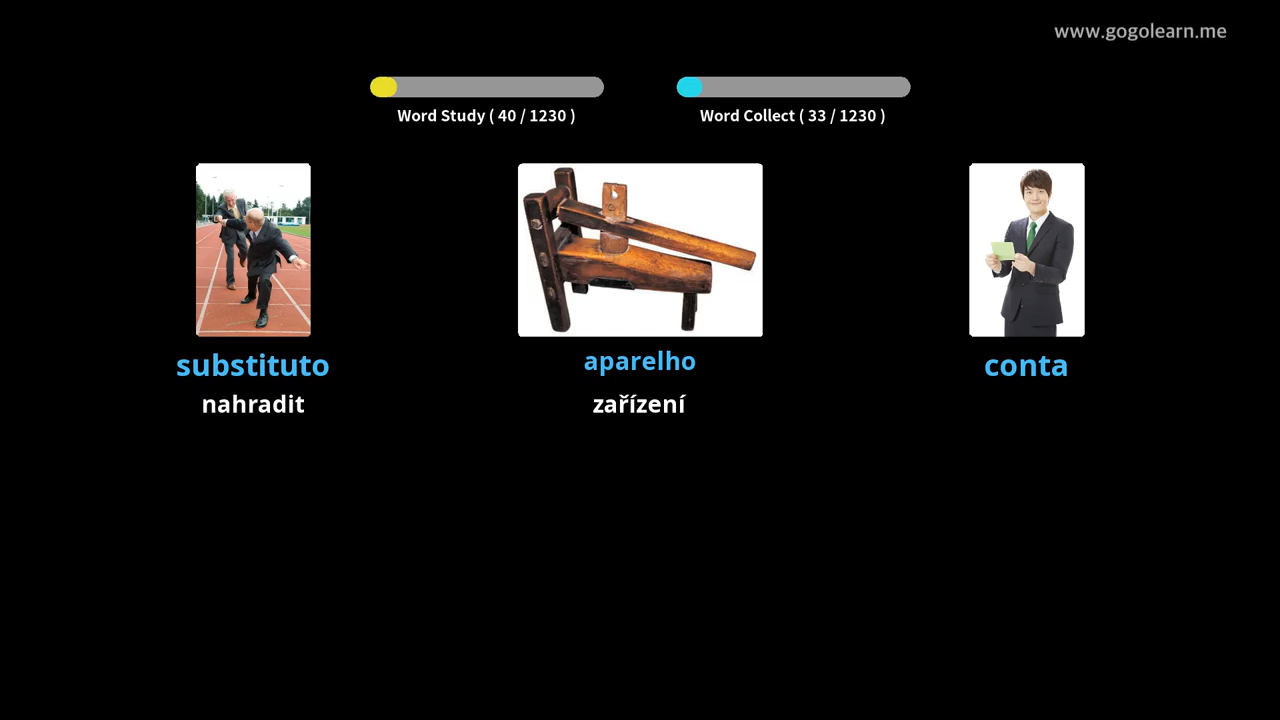 www.gogolearn.me
Word Study ( 40 / 1230 )
Word Collect ( 33 / 1230 )
substituto
aparelho
conta
nahradit
zařízení